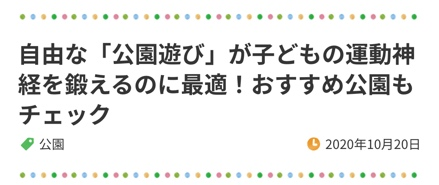 自由な「公園遊び」が子どもの運動神
経を鍛えるのに最適！おすすめ公園も
チェック
公園 2020年10月20日